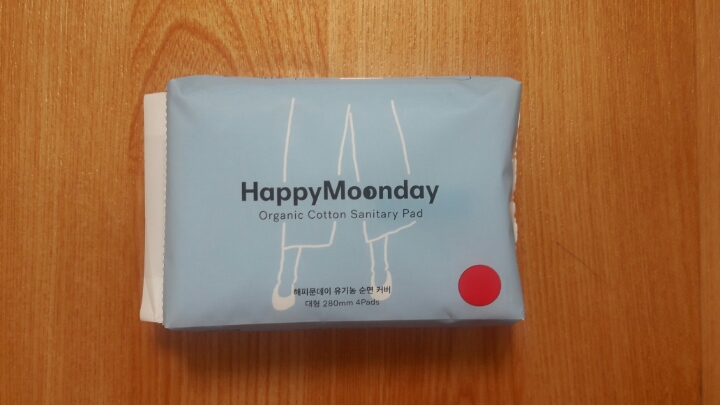 HappyMoonday
Organic Cotton Sanitary Pad
해피문데이 유기농 순면 커버
대형 280mm 4Pads